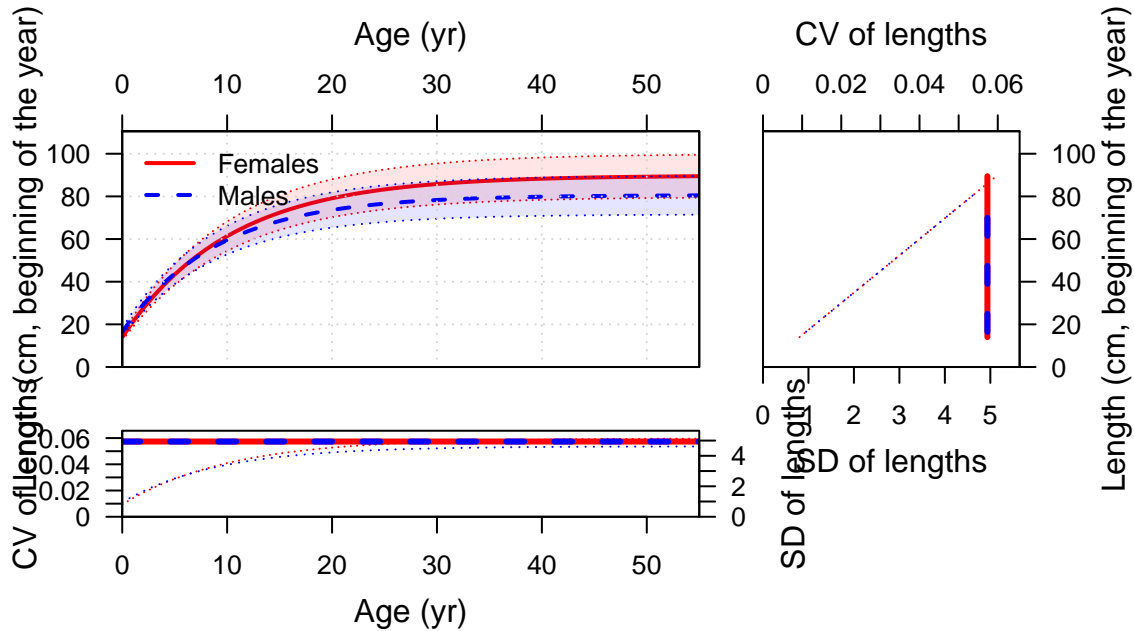 Age (yr)
0 10 20 30 40 50
Length (cm, beginning of the year)
100
80
60
40
20
0
Females
Males
CV of lengths
0 0.02 0.04 0.06
Length (cm, beginning of the year)
100
80
60
40
20
0
0 1 2 3 4 5
SD of lengths
CV of lengths
0.06
0.04
0.02
0
SD of lengths
4
2
0
0 10 20 30 40 50
Age (yr)